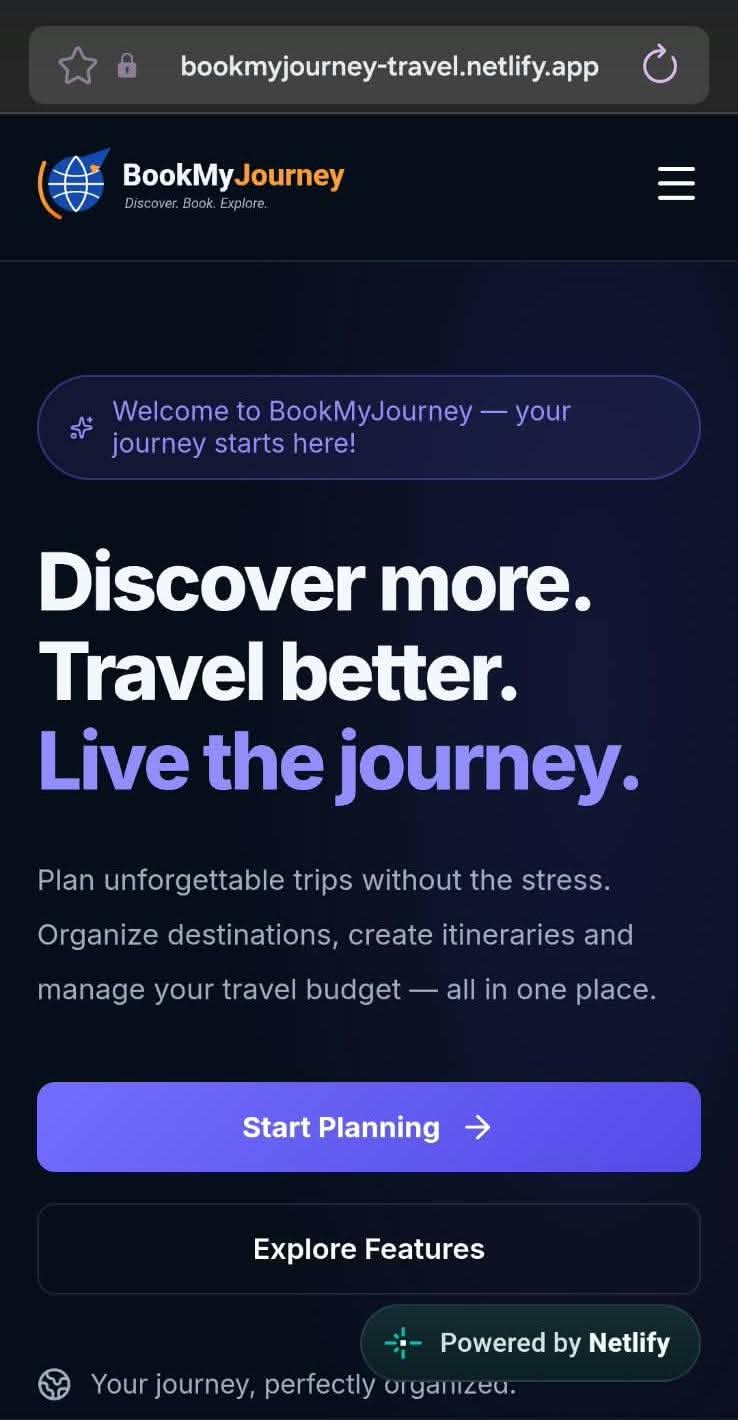 bookmyjourney-travel.netlify.app
BookMyJourney
Discover. Book. Explore.
Welcome to BookMyJourney — your
journey starts here!
Discover more.
Travel better.
Live the journey.
Plan unforgettable trips without the stress.
Organize destinations, create itineraries and
manage your travel budget — all in one place.
Start Planning →
Explore Features
Powered by Netlify
Your journey, perfectly organized.